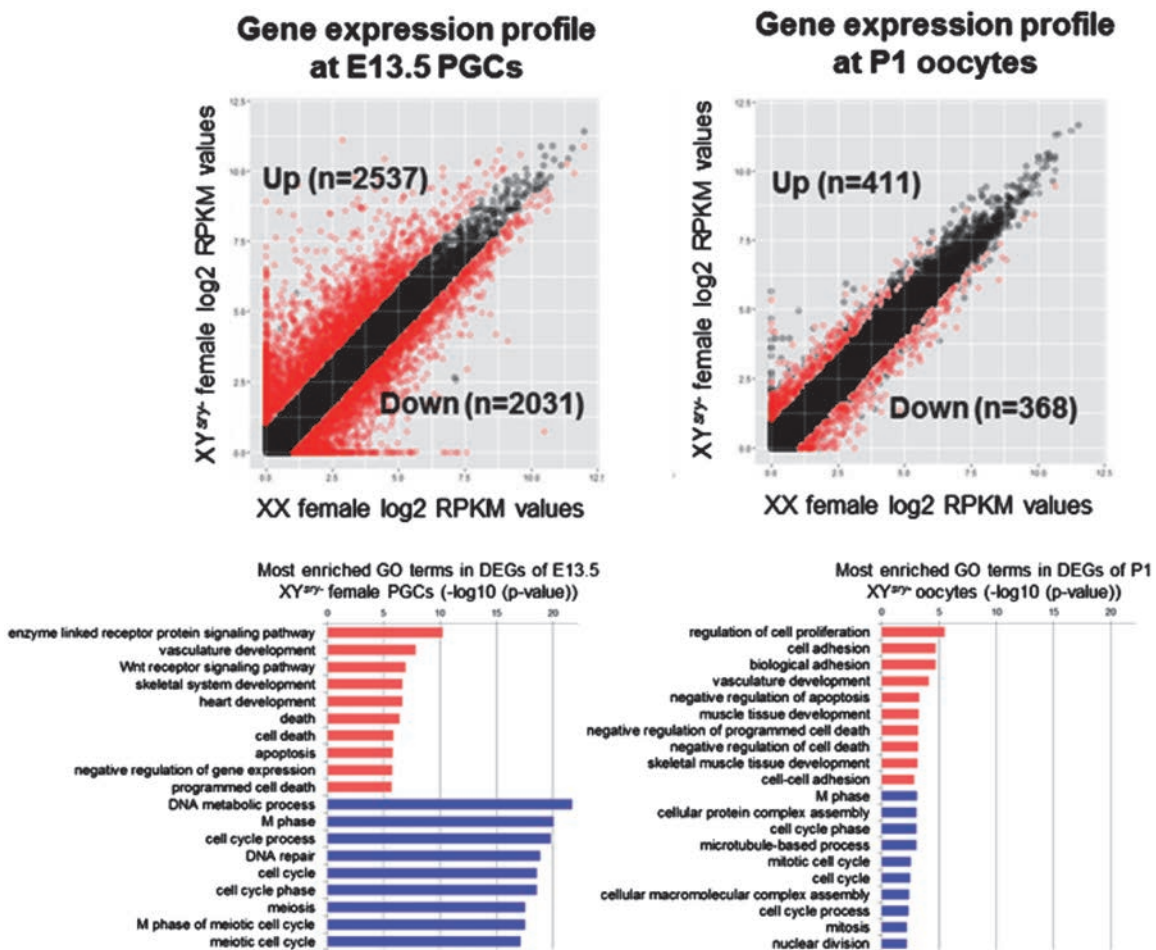 Gene expression profile
at E13.5 PGCs
12.5
10.0
7.5
5.0
2.5
0.0
XYsry- female log2 RPKM values
Up (n=2537)
Down (n=2031)
0.0 2.5 5.0 7.5 10.0 12.5
XX female log2 RPKM values
Gene expression profile
at P1 oocytes
12.5
10.0
7.5
5.0
2.5
0.0
XYsry- female log2 RPKM values
Up (n=411)
Down (n=368)
0.0 2.5 5.0 7.5 10.0 12.5
XX female log2 RPKM values
Most enriched GO terms in DEGs of E13.5
XYsry- female PGCs (-log10 (p-value))
0 5 10 15 20
enzyme linked receptor protein signaling pathway
vasculature development
Wnt receptor signaling pathway
skeletal system development
heart development
death
cell death
apoptosis
negative regulation of gene expression
programmed cell death
DNA metabolic process
M phase
cell cycle process
DNA repair
cell cycle
cell cycle phase
meiosis
M phase of meiotic cell cycle
meiotic cell cycle
Most enriched GO terms in DEGs of P1
XYsry- oocytes (-log10 (p-value))
0 5 10 15 20
regulation of cell proliferation
cell adhesion
biological adhesion
vasculature development
negative regulation of apoptosis
muscle tissue development
negative regulation of programmed cell death
negative regulation of cell death
skeletal muscle tissue development
cell-cell adhesion
M phase
cellular protein complex assembly
cell cycle phase
microtubule-based process
mitotic cell cycle
cell cycle
cellular macromolecular complex assembly
cell cycle process
mitosis
nuclear division